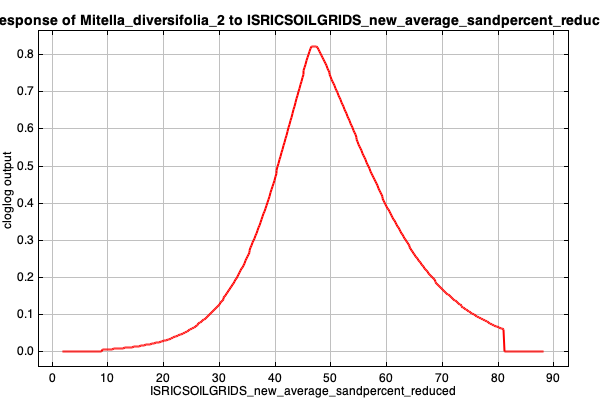 esponse of Mitella_diversifolia_2 to ISRICSOILGRIDS_new_average_sandpercent_reduc
0.8
0.7
0.6
0.5
0.4
0.3
0.2
0.1
0.0
cloglog output
0 10 20 30 40 50 60 70 80 90
ISRICSOILGRIDS_new_average_sandpercent_reduced